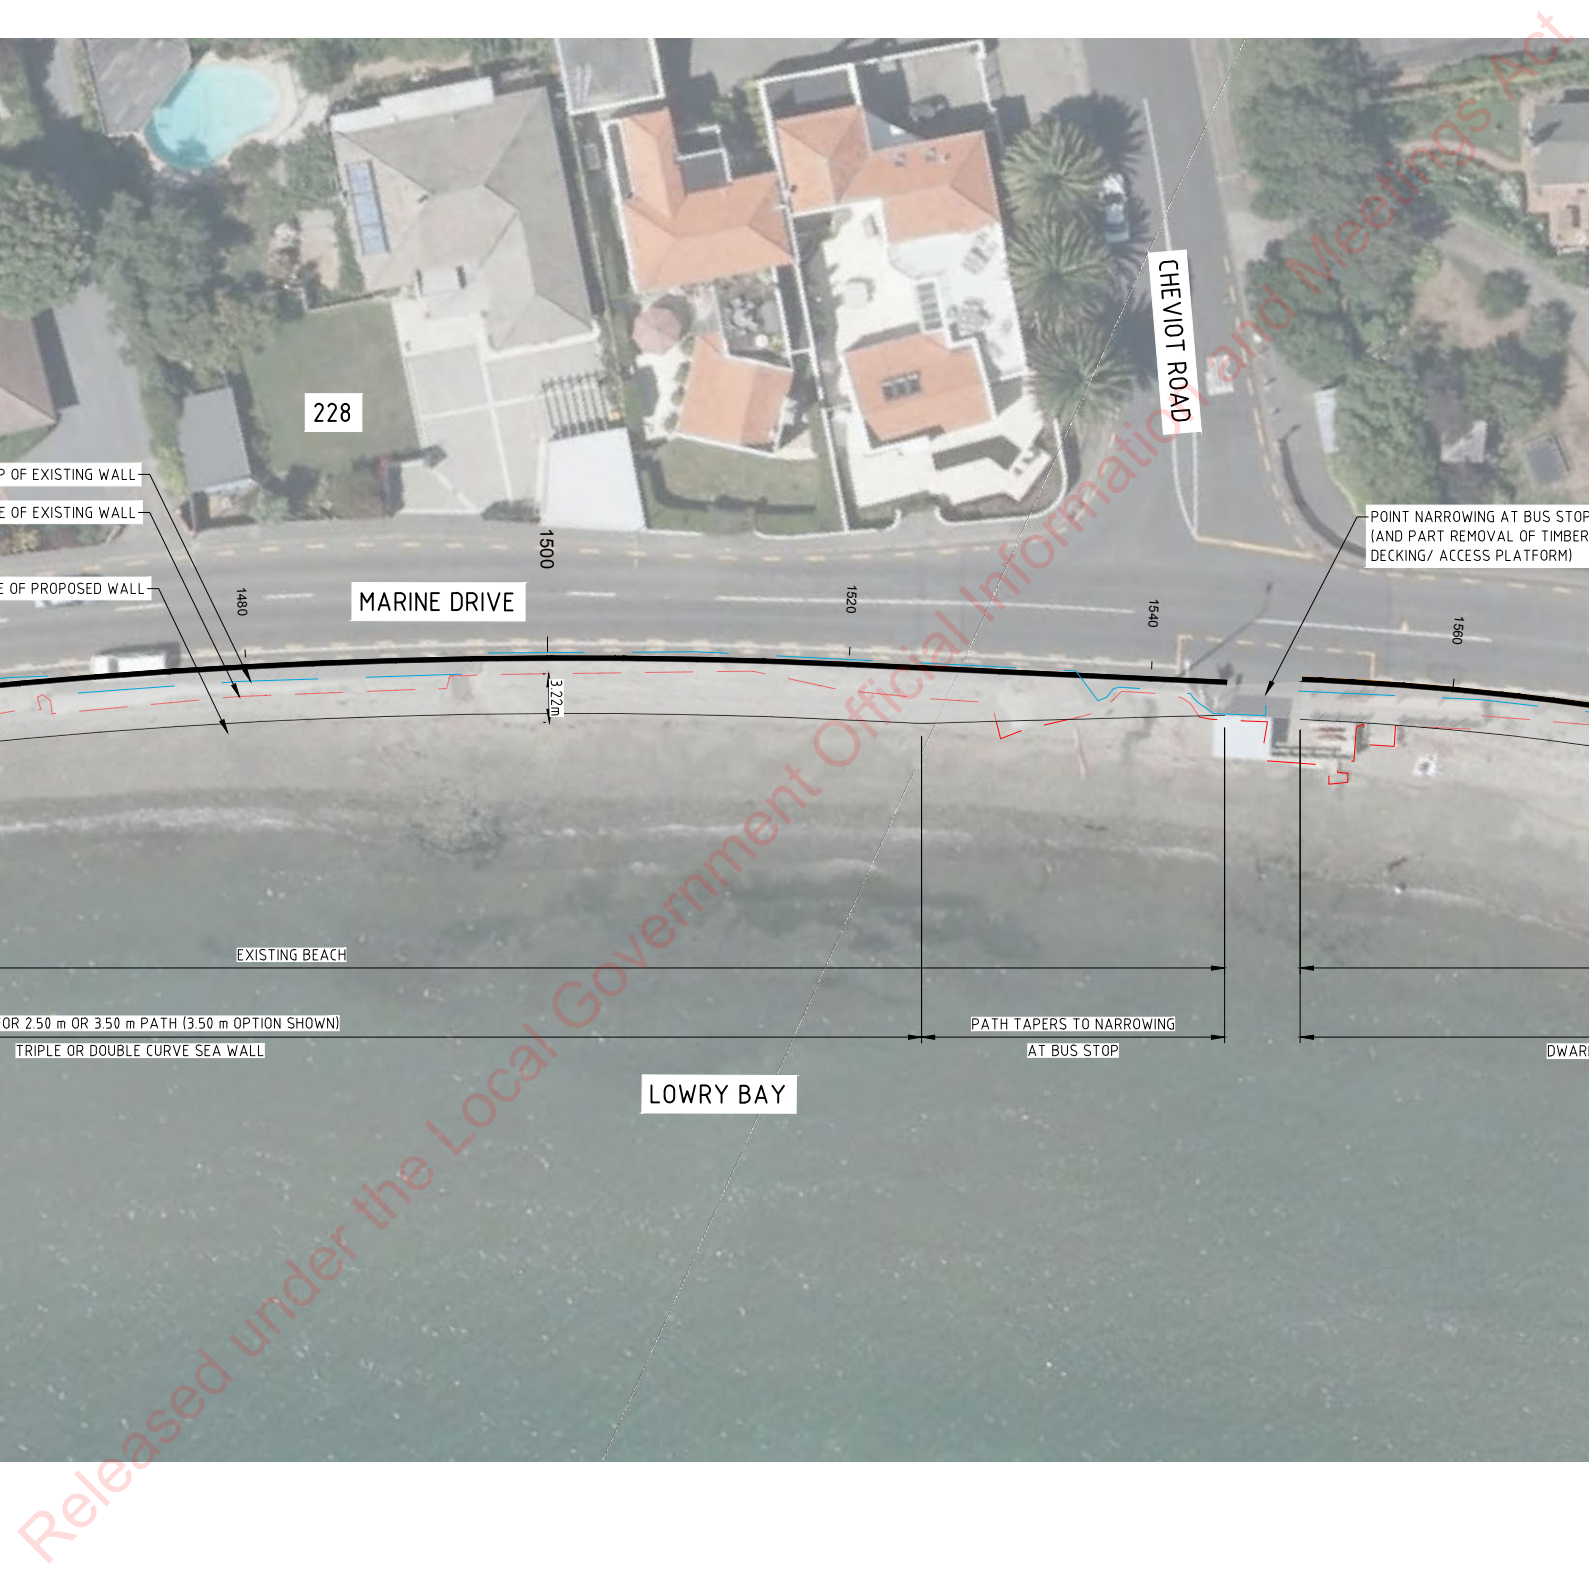 CHEVIOT ROAD
228
P OF EXISTING WALL
E OF EXISTING WALL
E OF PROPOSED WALL
POINT NARROWING AT BUS STOP
(AND PART REMOVAL OF TIMBER
DECKING/ ACCESS PLATFORM)
MARINE DRIVE
1480
1500
1520
1540
1560
3.22m
EXISTING BEACH
OR 2.50 m OR 3.50 m PATH (3.50 m OPTION SHOWN)
TRIPLE OR DOUBLE CURVE SEA WALL
PATH TAPERS TO NARROWING
AT BUS STOP
DWAR
LOWRY BAY
Released under the Local Government Official Information and Meetings Act